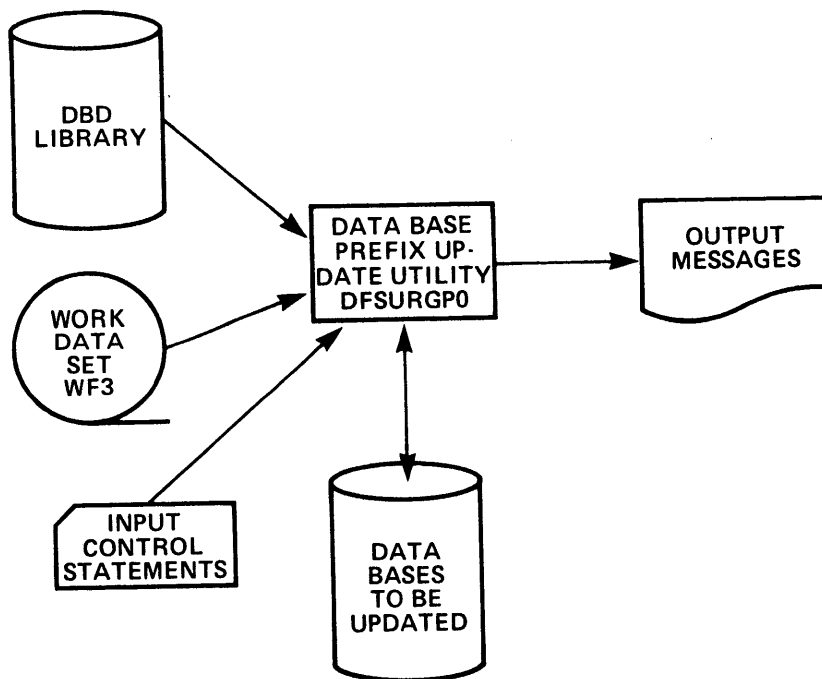 DBD
LIBRARY
DATA BASE
PREFIX UP-
DATE UTILITY
DFSURGP0
OUTPUT
MESSAGES
WORK
DATA
SET
WF3
INPUT
CONTROL
STATEMENTS
DATA
BASES
TO BE
UPDATED